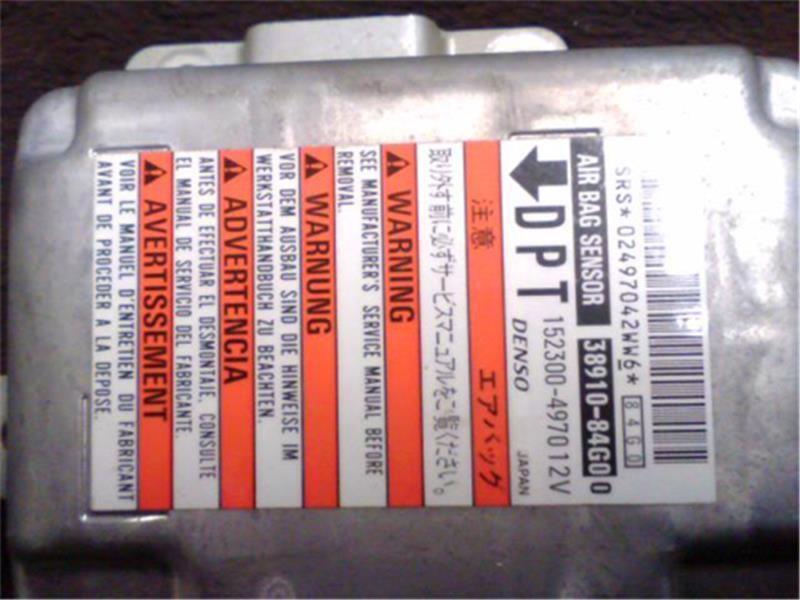 SRS*02497042WW6* 84G0
AIR BAG SENSOR 38910-84G00
DPT 152300-4970 12V
DENSO JAPAN
注意 エアバッグ
取り外す前に必ずサービスマニュアルをご覧ください。
WARNING
SEE MANUFACTURER'S SERVICE MANUAL BEFORE
REMOVAL.
WARNUNG
VOR DEM AUSBAU SIND DIE HINWEISE IM
WERKSTATTHANDBUCH ZU BEACHTEN.
ADVERTENCIA
ANTES DE EFECTUAR EL DESMONTAJE, CONSULTE
EL MANUAL DE SERVICIO DEL FABRICANTE.
AVERTISSEMENT
VOIR LE MANUEL D'ENTRETIEN DU FABRICANT
AVANT DE PROCEDER A LA DEPOSE.